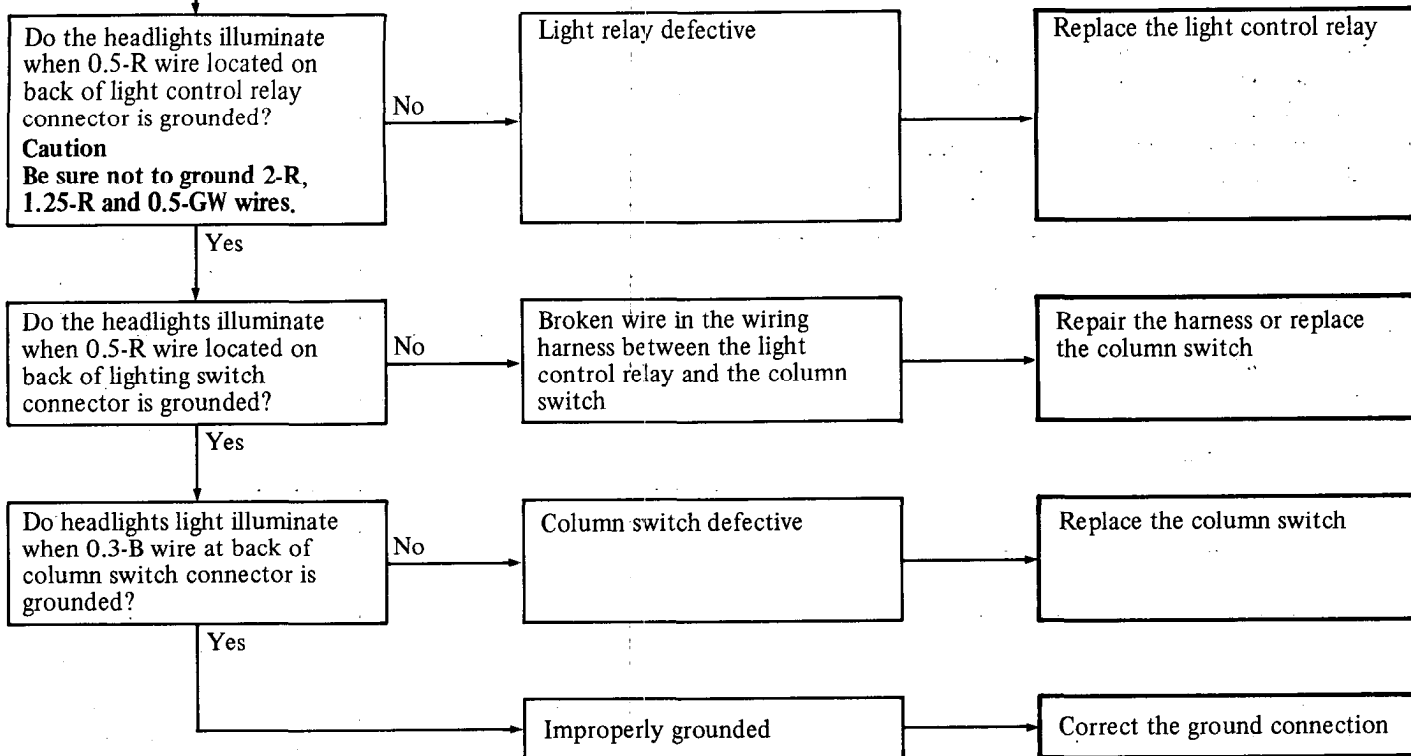 Do the headlights illuminate
when 0.5-R wire located on
back of light control relay
connector is grounded?
Caution
Be sure not to ground 2-R,
1.25-R and 0.5-GW wires.
No
Light relay defective
Replace the light control relay
Yes
Do the headlights illuminate
when 0.5-R wire located on
back of lighting switch
connector is grounded?
No
Broken wire in the wiring
harness between the light
control relay and the column
switch
Repair the harness or replace
the column switch
Yes
Do headlights light illuminate
when 0.3-B wire at back of
column switch connector is
grounded?
No
Column switch defective
Replace the column switch
Yes
Improperly grounded
Correct the ground connection